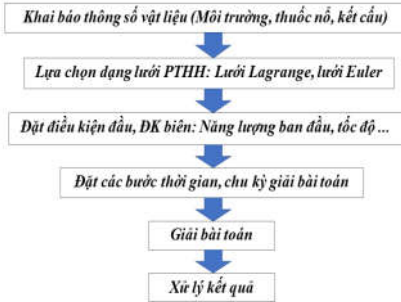 Khai báo thông số vật liệu (Môi trường, thuốc nổ, kết cấu)
Lựa chọn dạng lưới PTHH: Lưới Lagrange, lưới Euler
Đặt điều kiện đầu, ĐK biên: Năng lượng ban đầu, tốc độ ...
Đặt các bước thời gian, chu kỳ giải bài toán
Giải bài toán
Xử lý kết quả